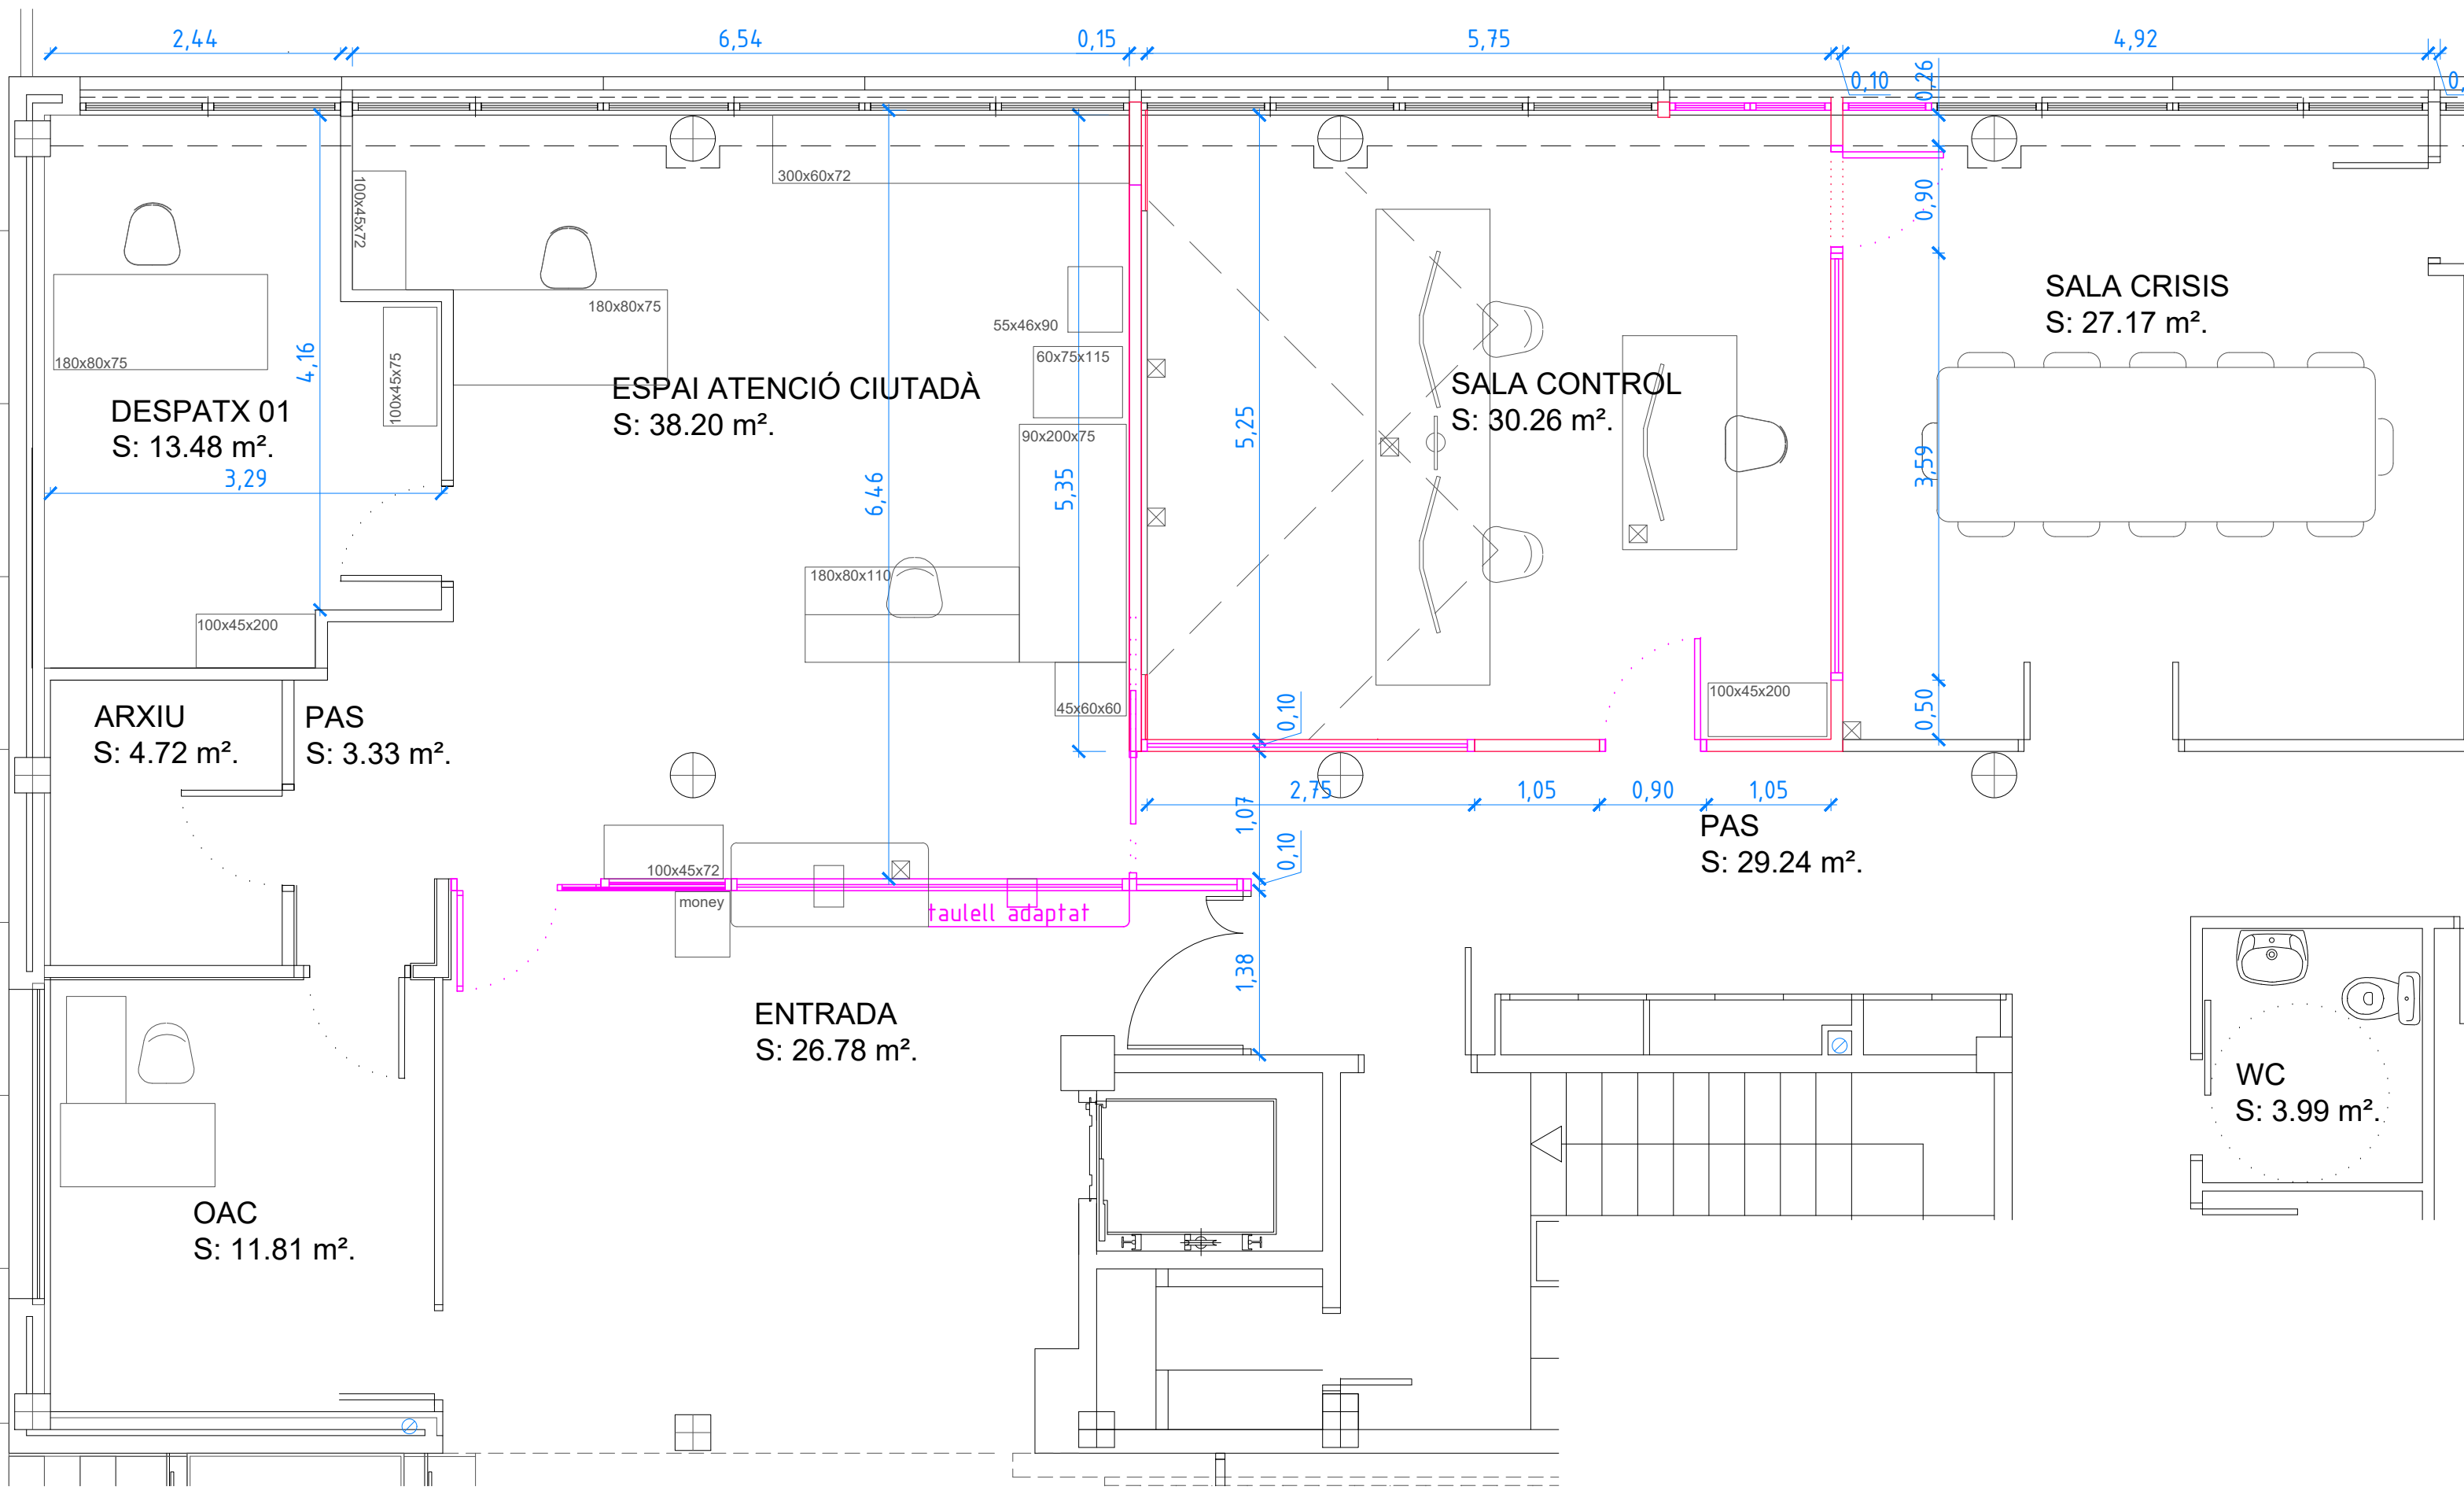 2,44
6,54
0,15
5,75
4,92
0,10
0,26
100x45x72
300x60x72
0,90
180x80x75
55x46x90
SALA CRISIS
S: 27.17 m².
180x80x75
4,16
100x45x75
60x75x115
DESPATX 01
S: 13.48 m².
ESPAI ATENCIÓ CIUTADÀ
S: 38.20 m².
SALA CONTROL
S: 30.26 m².
90x200x75
5,25
3,29
6,46
5,35
3,59
180x80x110
100x45x200
45x60x60
100x45x200
0,10
0,50
ARXIU
S: 4.72 m².
PAS
S: 3.33 m².
2,75
1,05
0,90
1,05
1,07
PAS
S: 29.24 m².
0,10
100x45x72
money
taulell adaptat
1,38
ENTRADA
S: 26.78 m².
WC
S: 3.99 m².
OAC
S: 11.81 m².